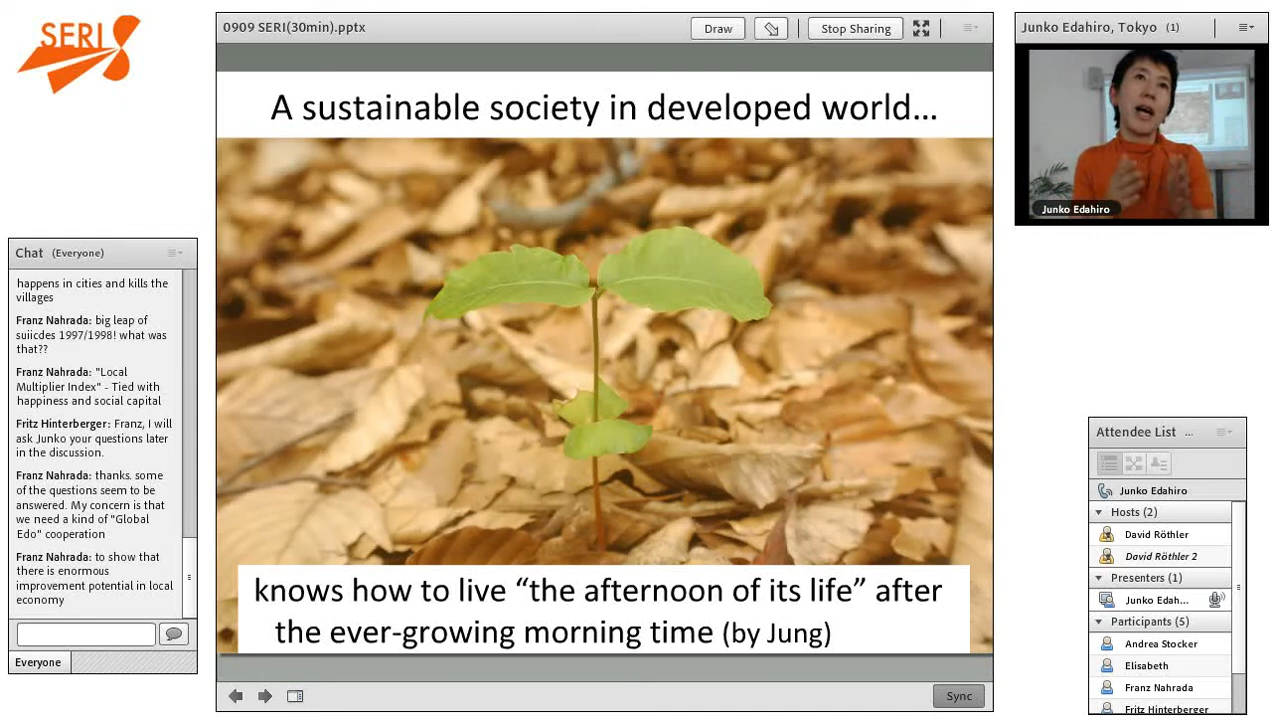 SERI
0909 SERI(30min).pptx
Draw
Stop Sharing
A sustainable society in developed world...
knows how to live “the afternoon of its life” after
the ever-growing morning time (by Jung)
Sync
Chat (Everyone)
happens in cities and kills the
villages
Franz Nahrada: big leap of
suiicdes 1997/1998! what was
that??
Franz Nahrada: "Local
Multiplier Index" - Tied with
happiness and social capital
Fritz Hinterberger: Franz, I will
ask Junko your questions later
in the discussion.
Franz Nahrada: thanks. some
of the questions seem to be
answered. My concern is that
we need a kind of "Global
Edo" cooperation
Franz Nahrada: to show that
there is enormous
improvement potential in local
economy
Everyone
Junko Edahiro, Tokyo (1)
Junko Edahiro
Attendee List ...
Junko Edahiro
Hosts (2)
David Röthler
David Röthler 2
Presenters (1)
Junko Edah...
Participants (5)
Andrea Stocker
Elisabeth
Franz Nahrada
Fritz Hinterberger